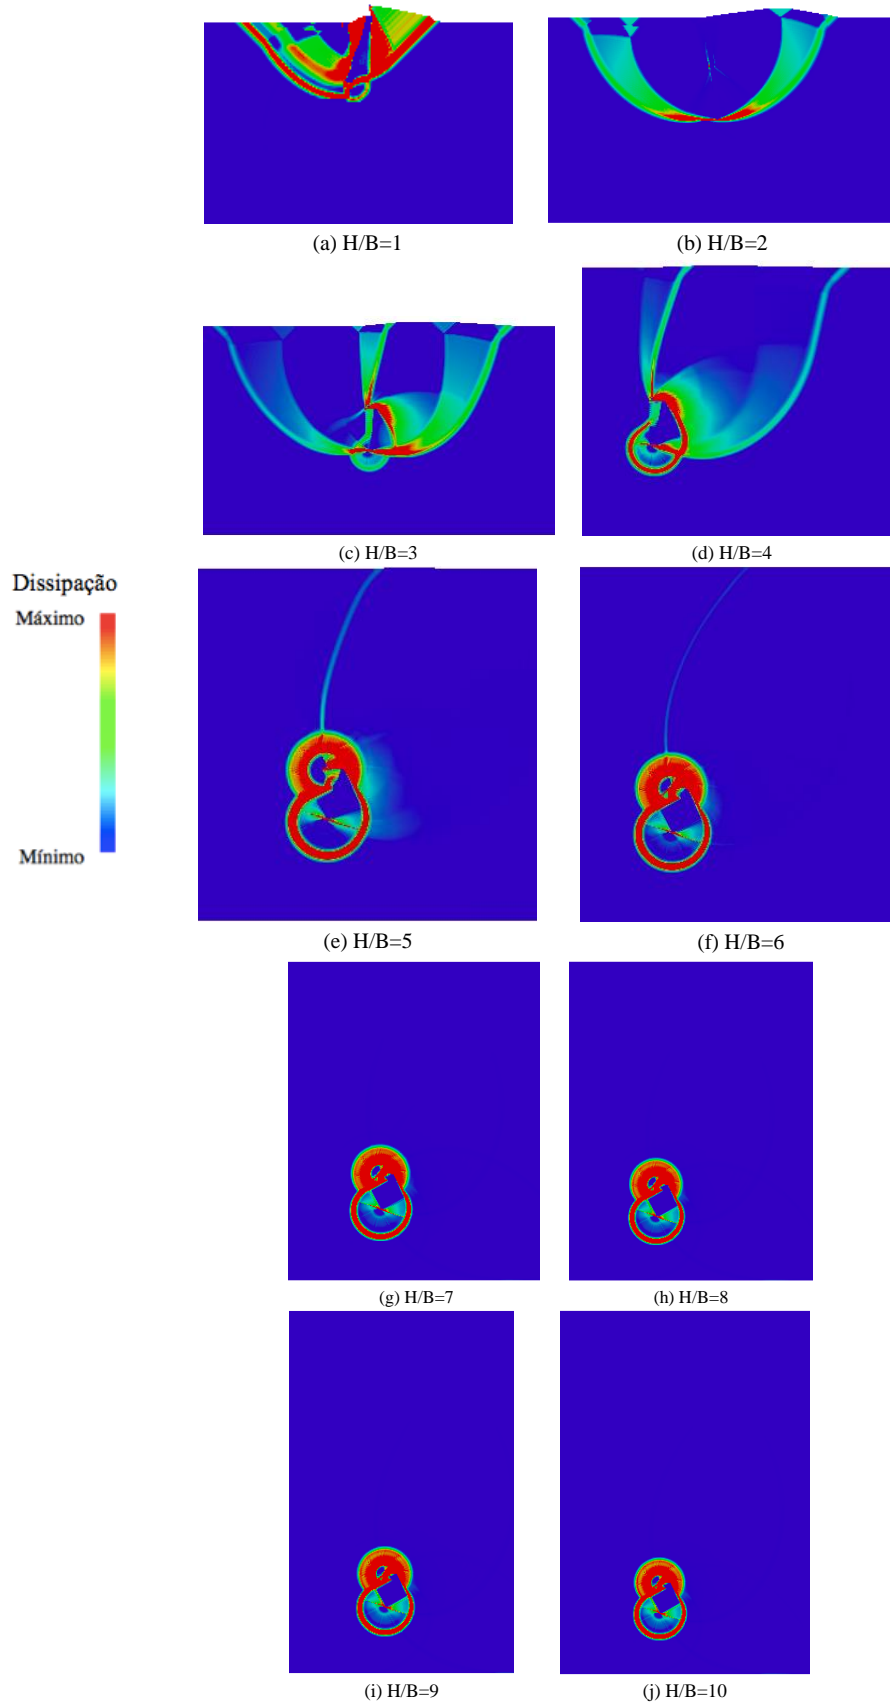 (a) H/B=1
(b) H/B=2
(c) H/B=3
(d) H/B=4
Dissipação
Máximo
Mínimo
(e) H/B=5
(f) H/B=6
(g) H/B=7
(h) H/B=8
(i) H/B=9
(j) H/B=10